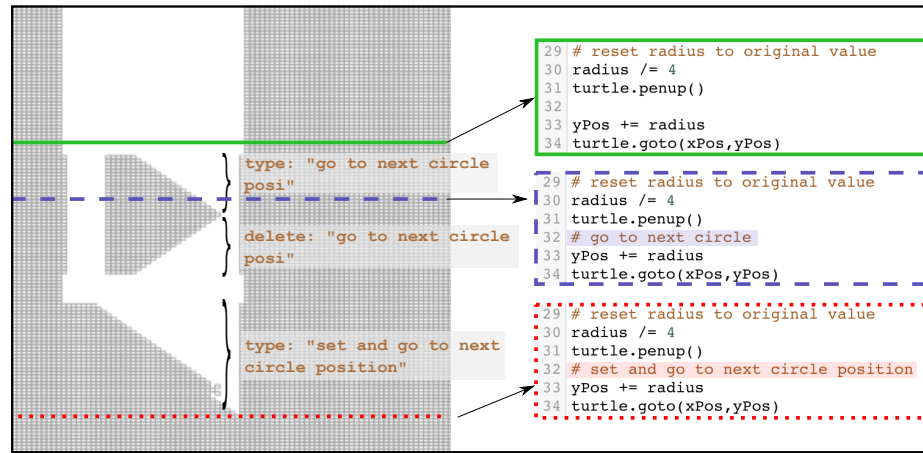 type: "go to next circle
posi"
delete: "go to next circle
posi"
type: "set and go to next
circle position"
29 # reset radius to original value
30 radius /= 4
31 turtle.penup()
32
33 yPos += radius
34 turtle.goto(xPos,yPos)
29 # reset radius to original value
30 radius /= 4
31 turtle.penup()
32 # go to next circle
33 yPos += radius
34 turtle.goto(xPos,yPos)
29 # reset radius to original value
30 radius /= 4
31 turtle.penup()
32 # set and go to next circle position
33 yPos += radius
34 turtle.goto(xPos,yPos)